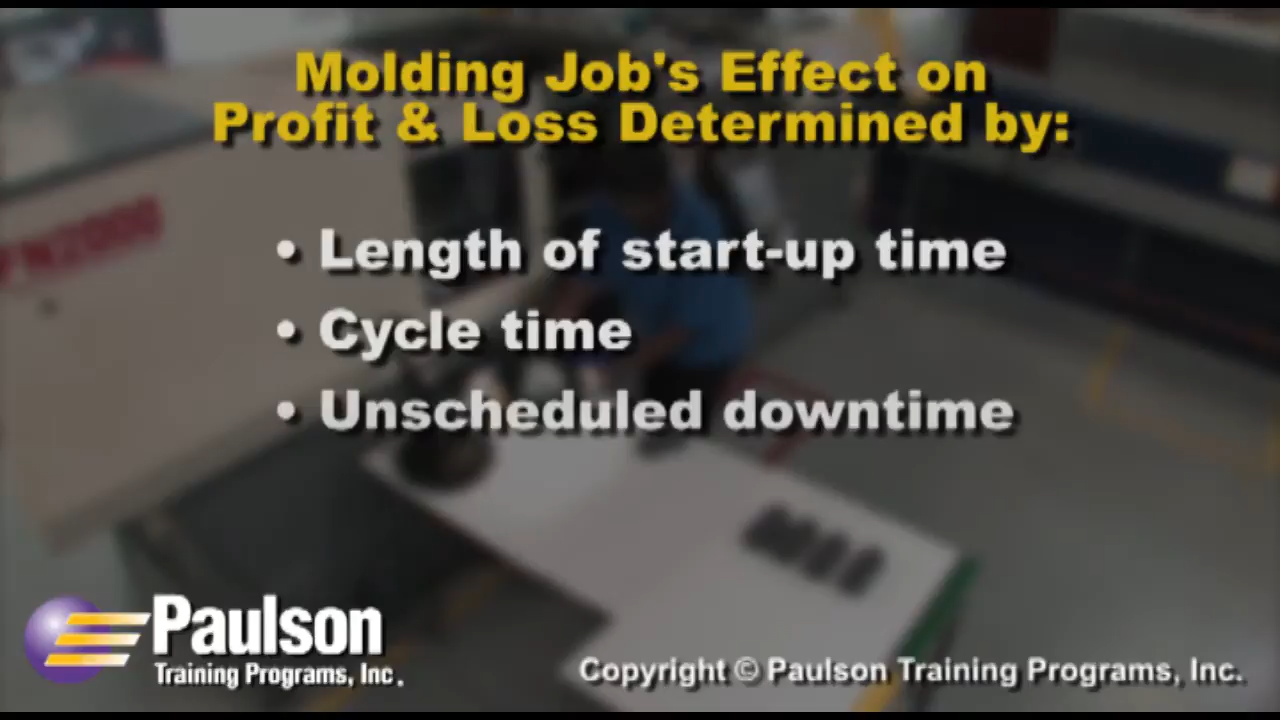 Molding Job's Effect on
Profit & Loss Determined by:
• Length of start-up time
• Cycle time
• Unscheduled downtime
Paulson
Training Programs, Inc.
Copyright © Paulson Training Programs, Inc.